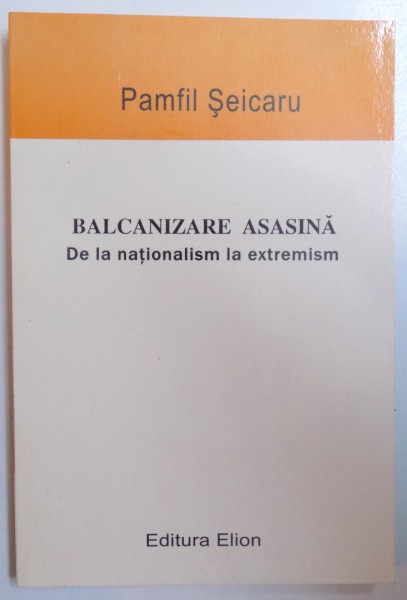 Pamfil Şeicaru
BALCANIZARE ASASINĂ
De la naţionalism la extremism
Editura Elion